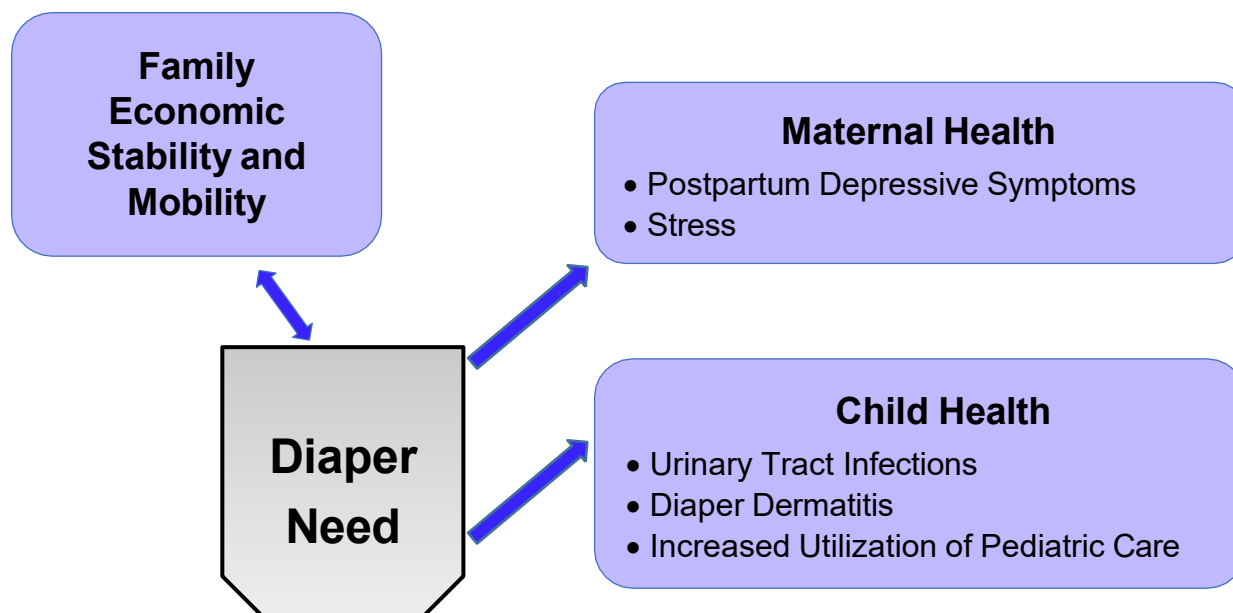 Family
Economic
Stability and
Mobility
Maternal Health
• Postpartum Depressive Symptoms
• Stress
Diaper
Need
Child Health
• Urinary Tract Infections
• Diaper Dermatitis
• Increased Utilization of Pediatric Care